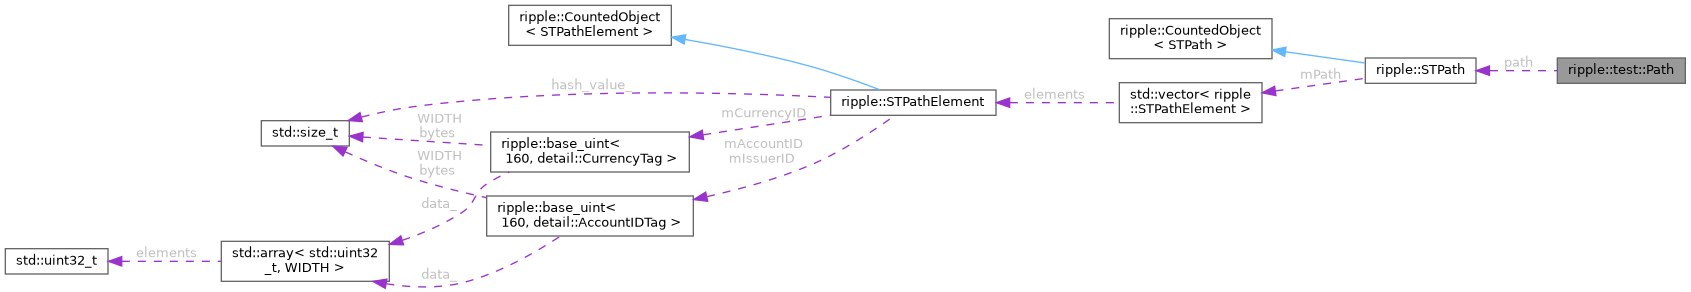 ripple::CountedObject
< STPathElement >
ripple::CountedObject
< STPath >
ripple::STPath
path
ripple::test::Path
mPath
std::vector< ripple
::STPathElement >
elements
ripple::STPathElement
hash_value_
mCurrencyID
mAccountID
mIssuerID
std::size_t
WIDTH
bytes
ripple::base_uint<
160, detail::CurrencyTag >
WIDTH
bytes
ripple::base_uint<
160, detail::AccountIDTag >
data_
std::array< std::uint32
_t, WIDTH >
data_
elements
std::uint32_t